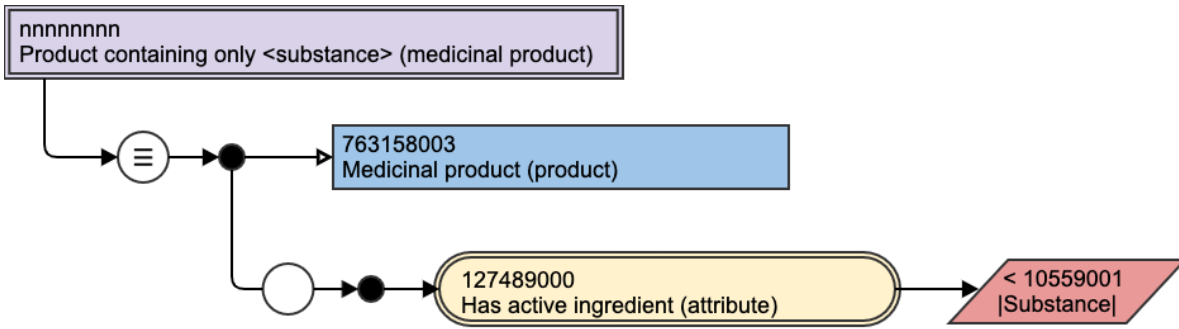 nnnnnnnn
Product containing only <substance> (medicinal product)
≡
763158003
Medicinal product (product)
127489000
Has active ingredient (attribute)
< 10559001
|Substance|